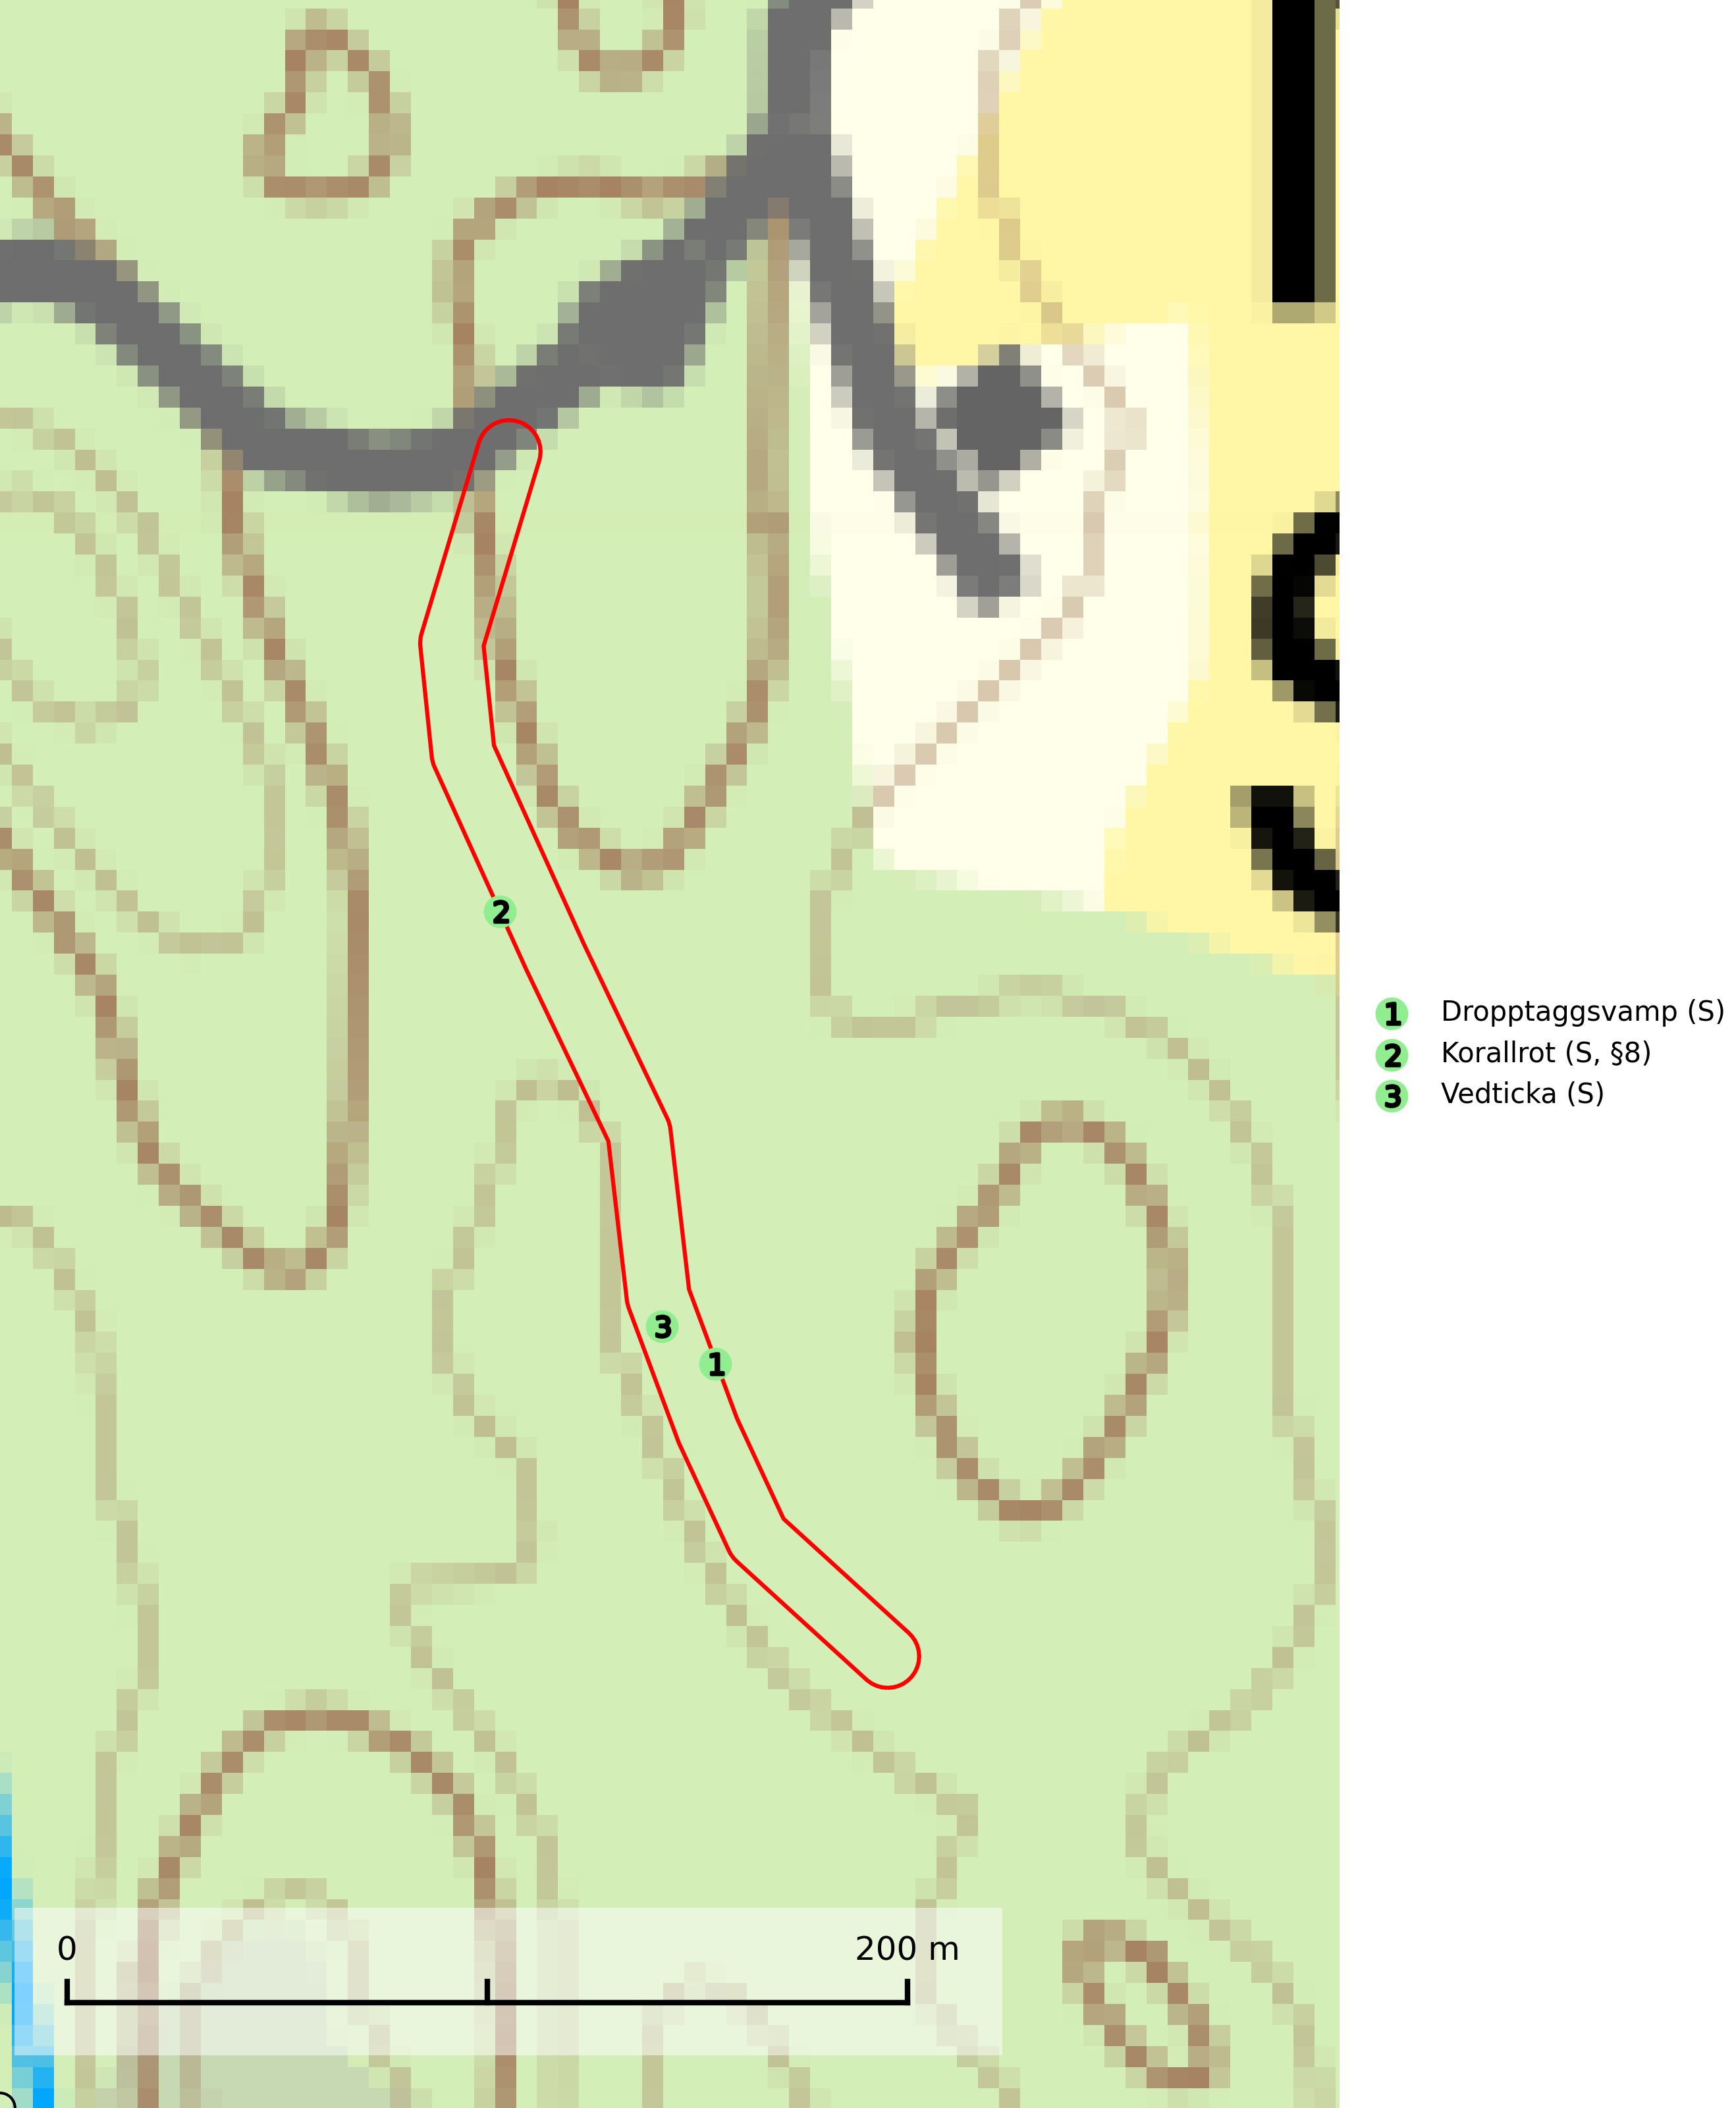 2
3
1
1 Dropptaggsvamp (S)
2 Korallrot (S, §8)
3 Vedticka (S)
0 200 m